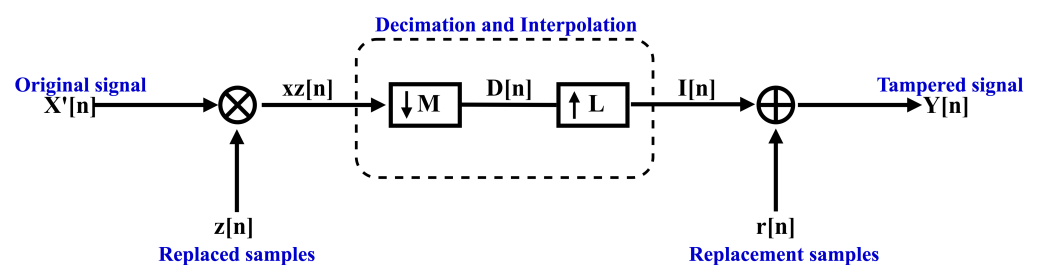 Decimation and Interpolation
Original signal
X'[n]
xz[n]
↓ M
D[n]
↑ L
I[n]
Tampered signal
Y[n]
z[n]
Replaced samples
r[n]
Replacement samples